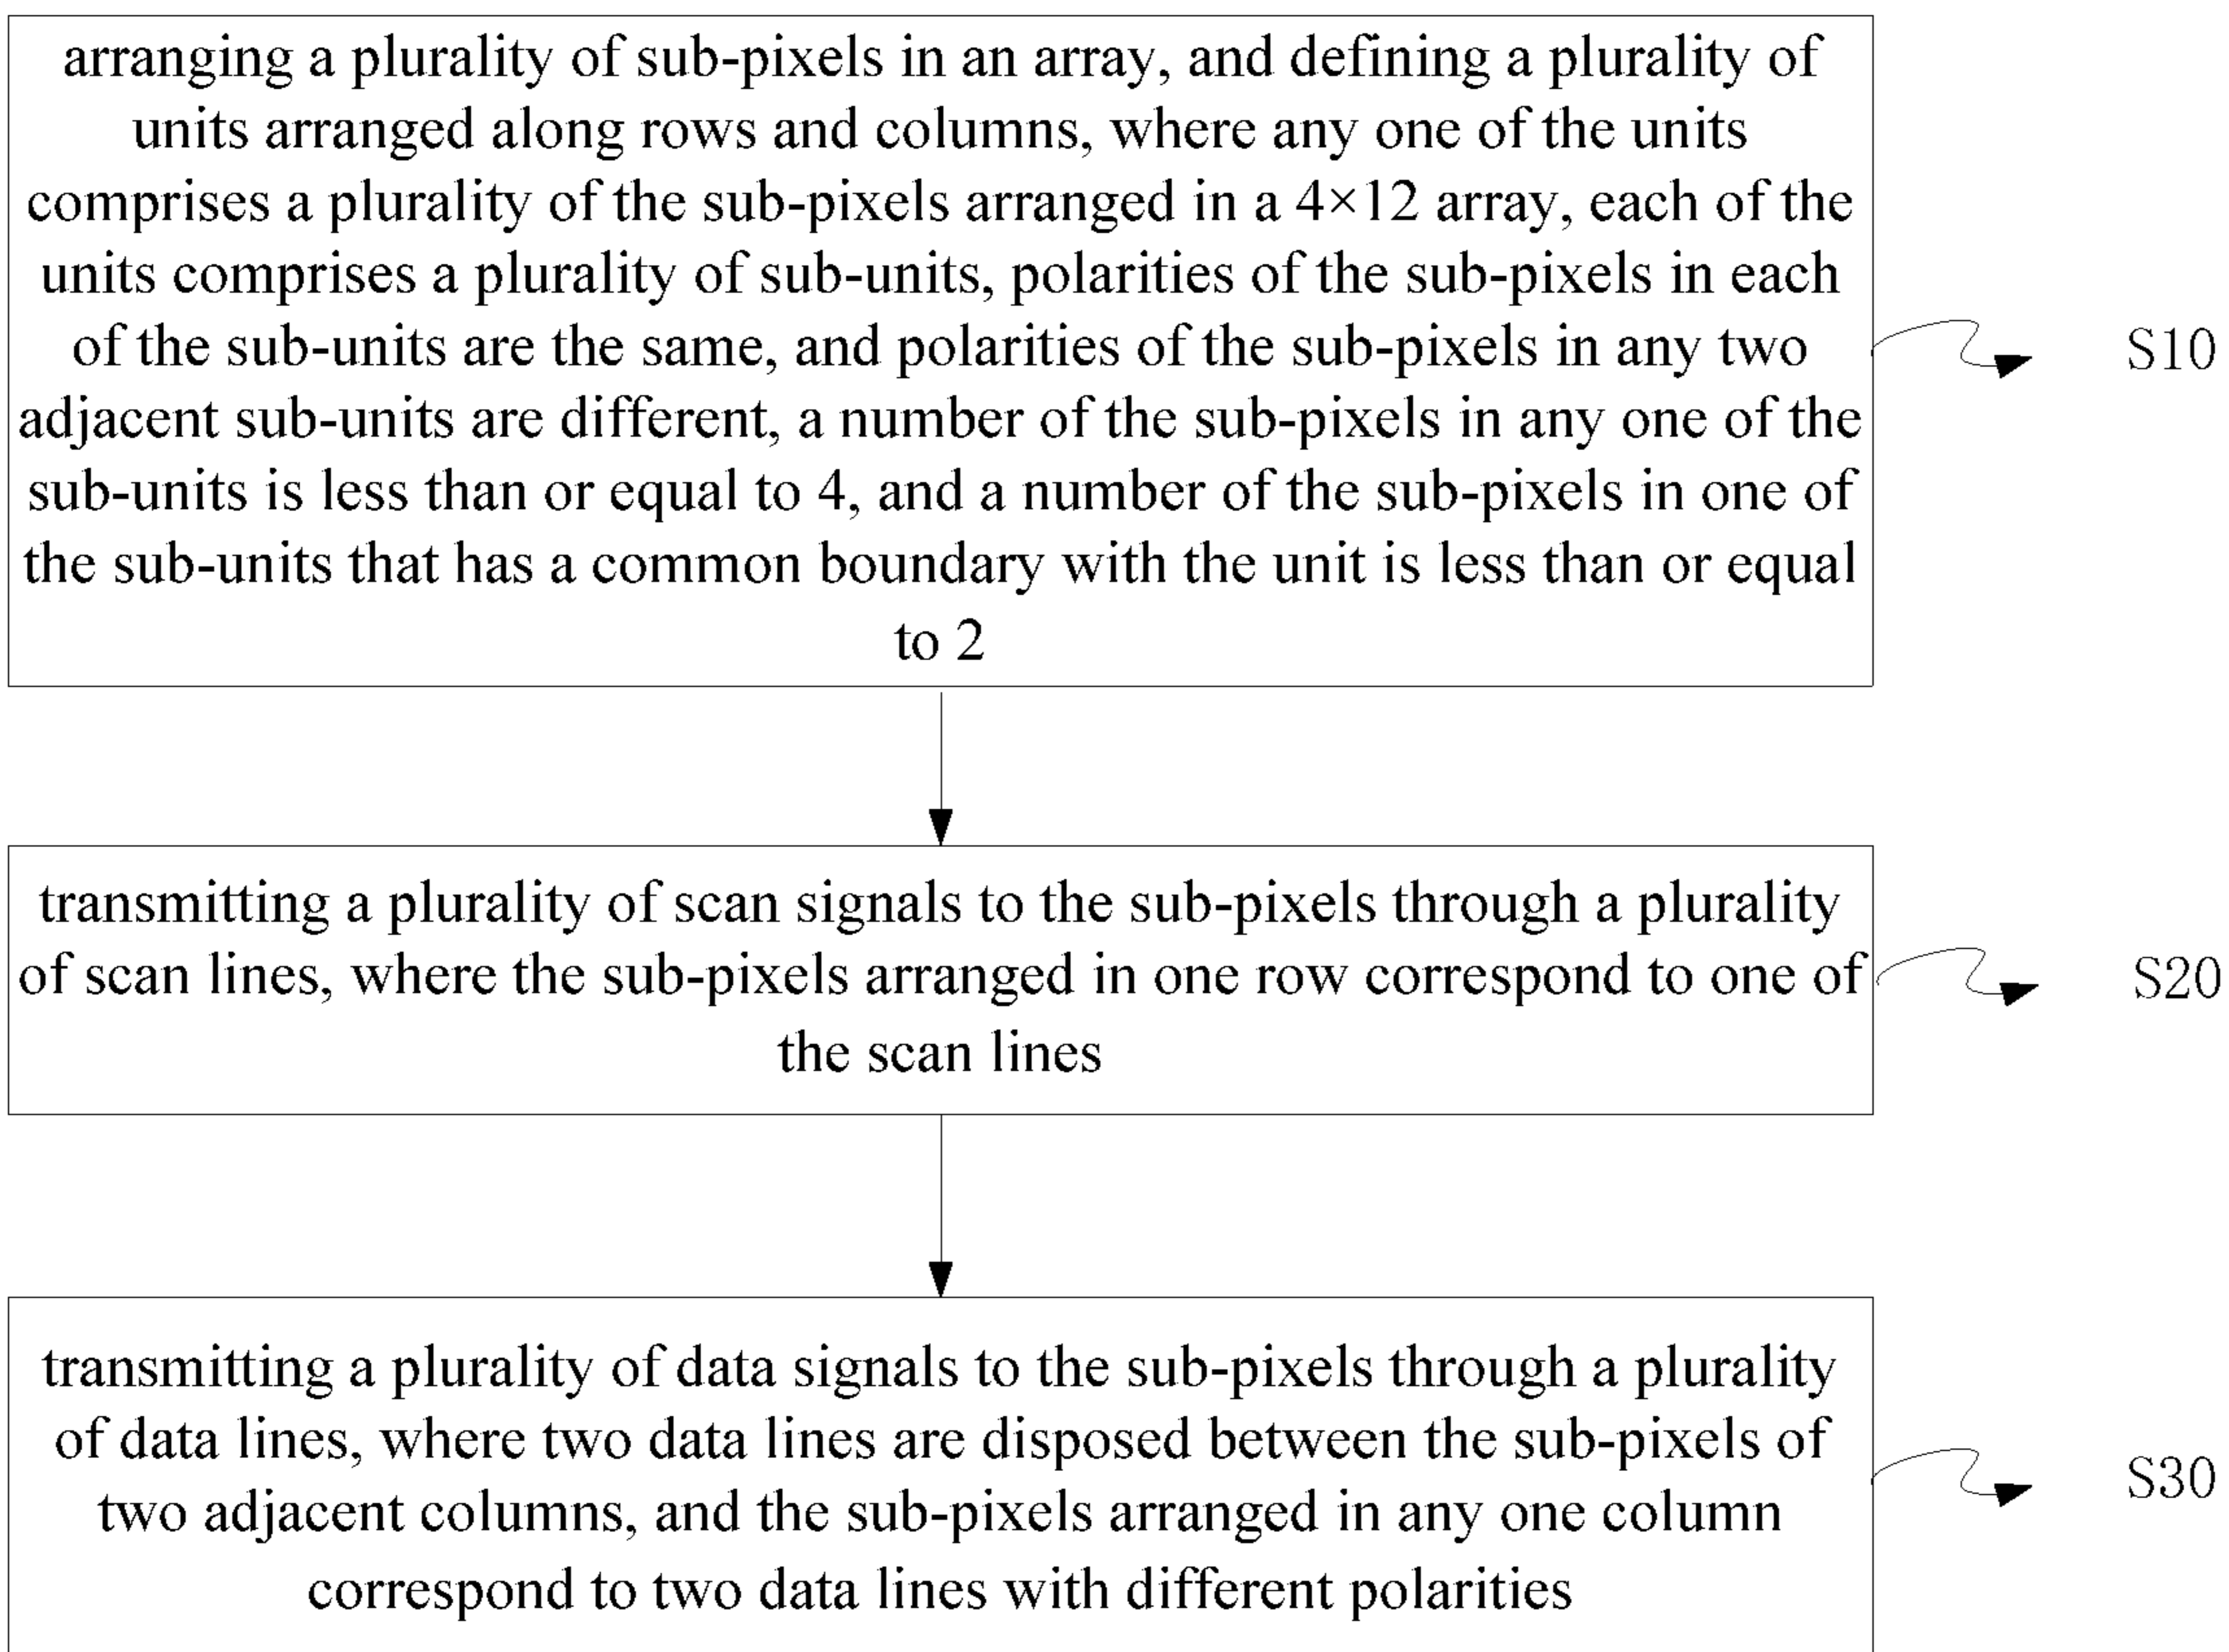 arranging a plurality of sub-pixels in an array, and defining a plurality of
units arranged along rows and columns, where any one of the units
comprises a plurality of the sub-pixels arranged in a 4×12 array, each of the
units comprises a plurality of sub-units, polarities of the sub-pixels in each
of the sub-units are the same, and polarities of the sub-pixels in any two
adjacent sub-units are different, a number of the sub-pixels in any one of the
sub-units is less than or equal to 4, and a number of the sub-pixels in one of
the sub-units that has a common boundary with the unit is less than or equal
to 2
S10
transmitting a plurality of scan signals to the sub-pixels through a plurality
of scan lines, where the sub-pixels arranged in one row correspond to one of
the scan lines
S20
transmitting a plurality of data signals to the sub-pixels through a plurality
of data lines, where two data lines are disposed between the sub-pixels of
two adjacent columns, and the sub-pixels arranged in any one column
correspond to two data lines with different polarities
S30